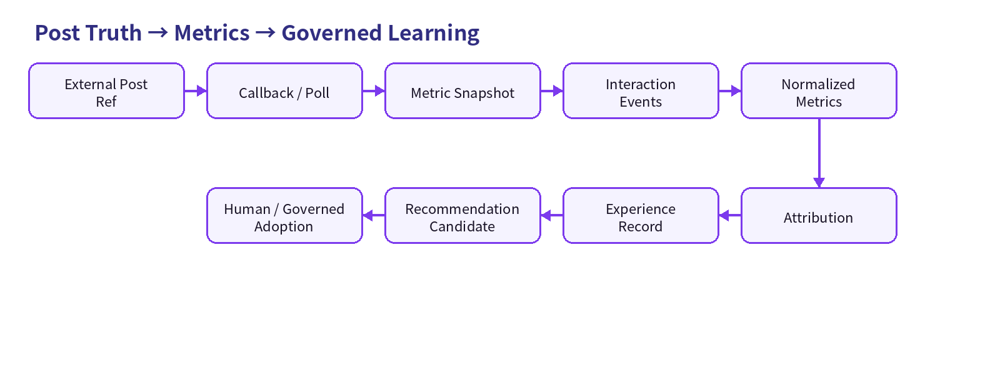 Post Truth → Metrics → Governed Learning
External Post
Ref
Callback / Poll
Metric Snapshot
Interaction
Events
Normalized
Metrics
Human / Governed
Adoption
Recommendation
Candidate
Experience
Record
Attribution